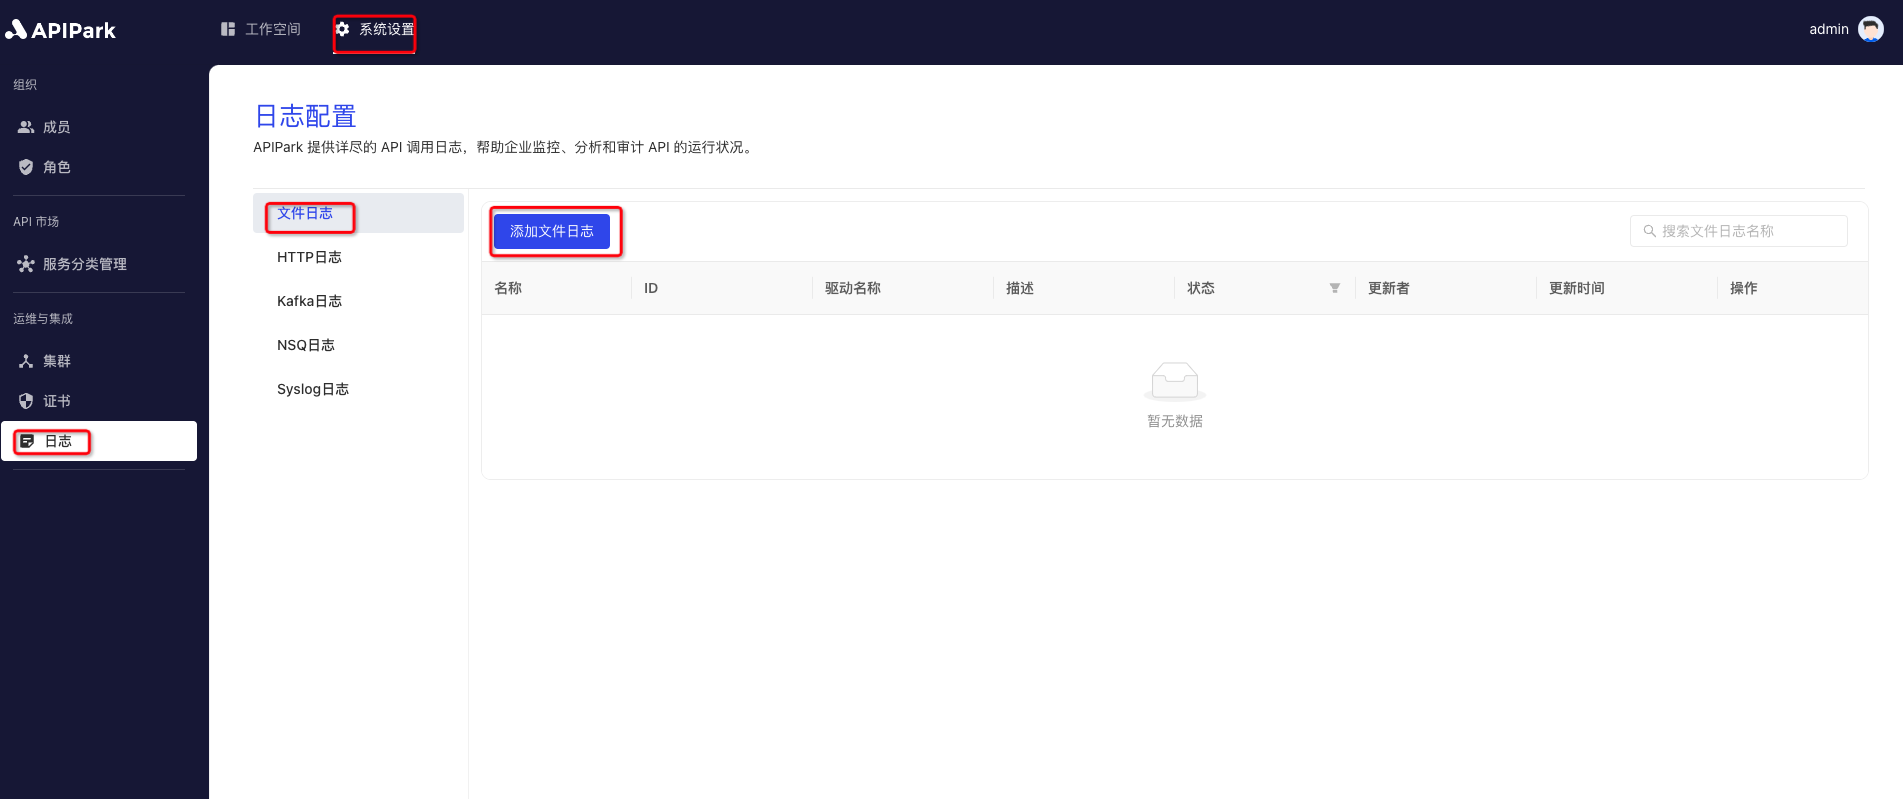 APIPark
工作空间
系统设置
admin
组织
成员
角色
API 市场
服务分类管理
运维与集成
集群
证书
日志
日志配置
APIPark 提供详尽的 API 调用日志，帮助企业监控、分析和审计 API 的运行状况。
文件日志
HTTP日志
Kafka日志
NSQ日志
Syslog日志
添加文件日志
搜索文件日志名称
名称 ID 驱动名称 描述 状态 更新者 更新时间 操作
暂无数据